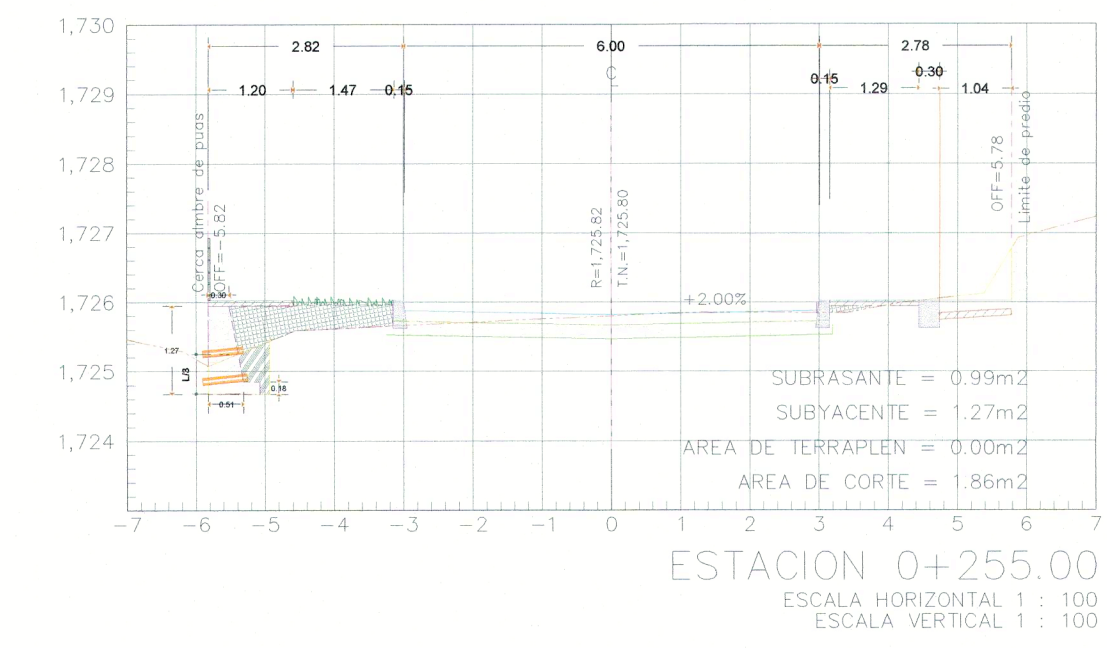 1,730
2.82
6.00
2.78
C
0.30
0.15
1,729
1.20
1.47
0.15
1.29
1.04
Cerca almbre de puas
OFF=-5.82
OFF=5.78
Limite de predio
1,728
1,727
R=1,725.82
T.N.=1,725.80
1,726
0.30
+2.00%
1.27
L/3
1,725
0.18
0.51
SUBRASANTE = 0.99m2
SUBYACENTE = 1.27m2
1,724
AREA DE TERRAPLEN = 0.00m2
AREA DE CORTE = 1.86m2
-7 -6 -5 -4 -3 -2 -1 0 1 2 3 4 5 6 7
ESTACION 0+255.00
ESCALA HORIZONTAL 1 : 100
ESCALA VERTICAL 1 : 100